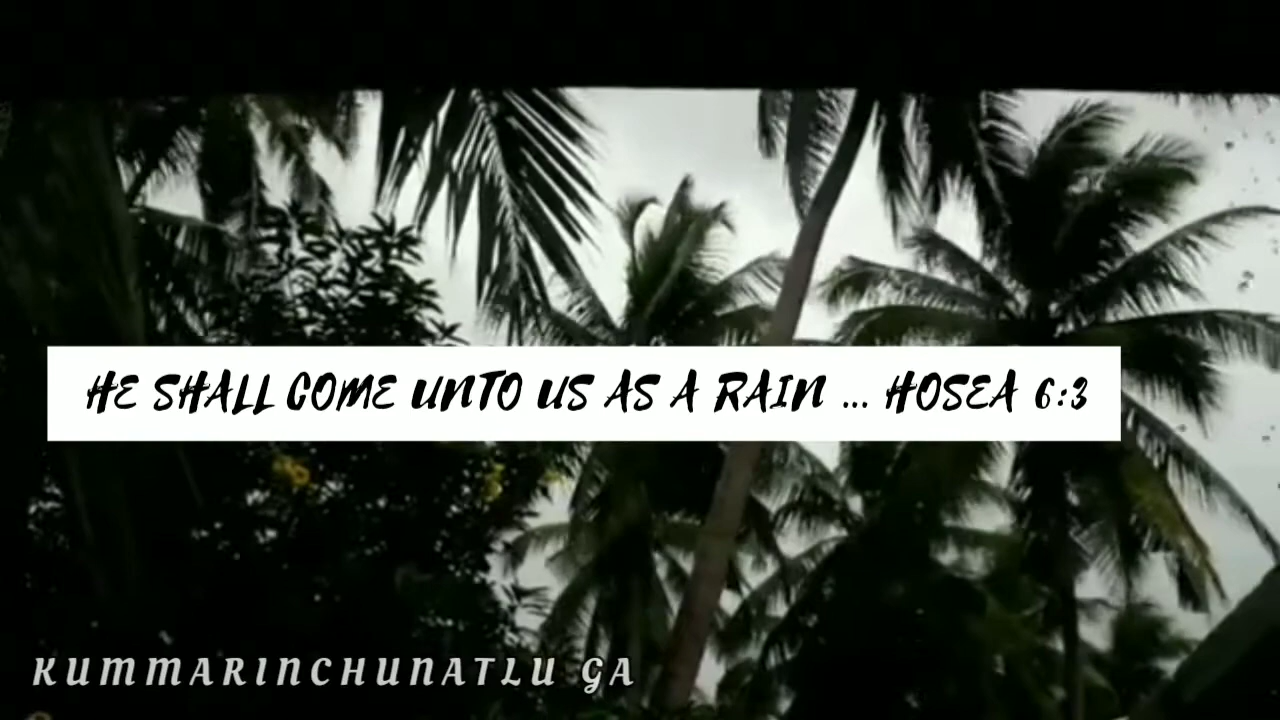 HE SHALL COME UNTO US AS A RAIN ... HOSEA 6:3
KUMMARINCHUNATLU GA